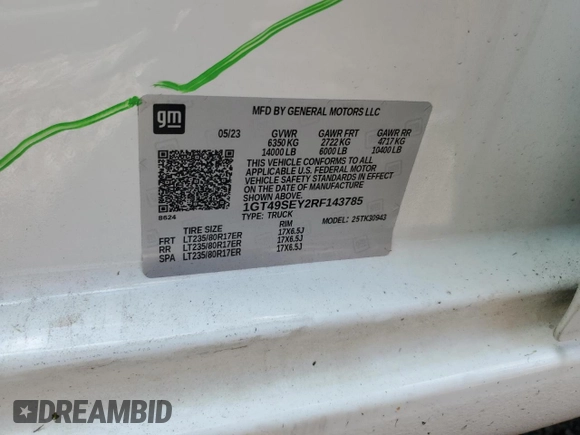 gm
MFD BY GENERAL MOTORS LLC
05/23 GVWR GAWR FRT GAWR RR
6350 KG 2722 KG 4717 KG
14000 LB 6000 LB 10400 LB
THIS VEHICLE CONFORMS TO ALL
APPLICABLE U.S. FEDERAL MOTOR
VEHICLE SAFETY STANDARDS IN EFFECT
ON THE DATE OF MANUFACTURE
SHOWN ABOVE.
8624
1GT49SEY2RF143785
TYPE: TRUCK MODEL: 25TK30943
TIRE SIZE RIM
FRT LT235/80R17ER 17X6.5J
RR LT235/80R17ER 17X6.5J
SPA LT235/80R17ER 17X6.5J
DREAMBID